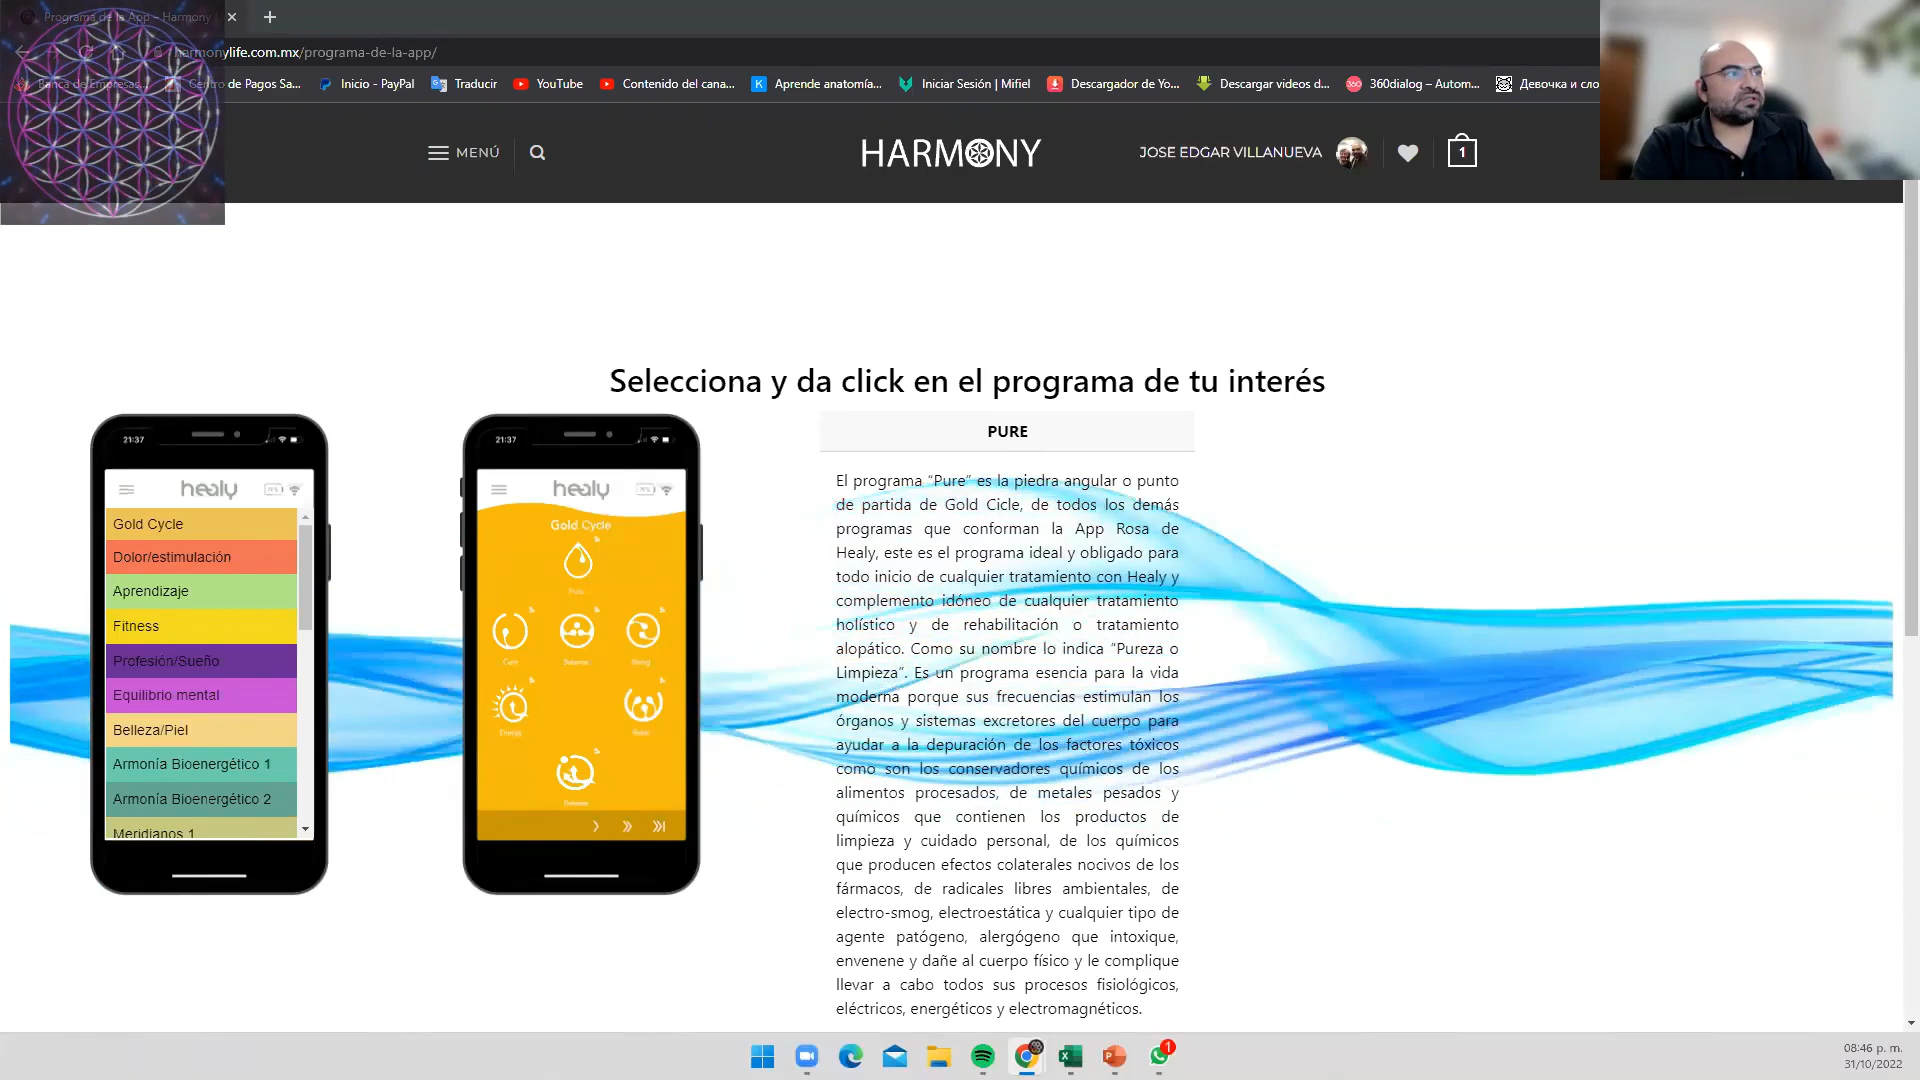 Programa de la App – Harmony
harmonylife.com.mx/programa-de-la-app/
Banca de Empresas...
Centro de Pagos Sa...
Inicio - PayPal
Traducir
YouTube
Contenido del cana...
Aprende anatomía...
Iniciar Sesión | Mifiel
Descargador de Yo...
Descargar videos d...
360dialog – Autom...
Девочка и сло
MENÚ
HARMONY
JOSE EDGAR VILLANUEVA
1
Selecciona y da click en el programa de tu interés
21:37
healy
Gold Cycle
Dolor/estimulación
Aprendizaje
Fitness
Profesión/Sueño
Equilibrio mental
Belleza/Piel
Armonía Bioenergético 1
Armonía Bioenergético 2
Meridianos 1
21:37
healy
Gold Cycle
Care
Balance
Being
Energy
Relax
Release
PURE
El programa “Pure” es la piedra angular o punto
de partida de Gold Cicle, de todos los demás
programas que conforman la App Rosa de
Healy, este es el programa ideal y obligado para
todo inicio de cualquier tratamiento con Healy y
complemento idóneo de cualquier tratamiento
holístico y de rehabilitación o tratamiento
alopático. Como su nombre lo indica “Pureza o
Limpieza”. Es un programa esencia para la vida
moderna porque sus frecuencias estimulan los
órganos y sistemas excretores del cuerpo para
ayudar a la depuración de los factores tóxicos
como son los conservadores químicos de los
alimentos procesados, de metales pesados y
químicos que contienen los productos de
limpieza y cuidado personal, de los químicos
que producen efectos colaterales nocivos de los
fármacos, de radicales libres ambientales, de
electro-smog, electroestática y cualquier tipo de
agente patógeno, alergógeno que intoxique,
envenene y dañe al cuerpo físico y le complique
llevar a cabo todos sus procesos fisiológicos,
eléctricos, energéticos y electromagnéticos.
1
08:46 p. m.
31/10/2022